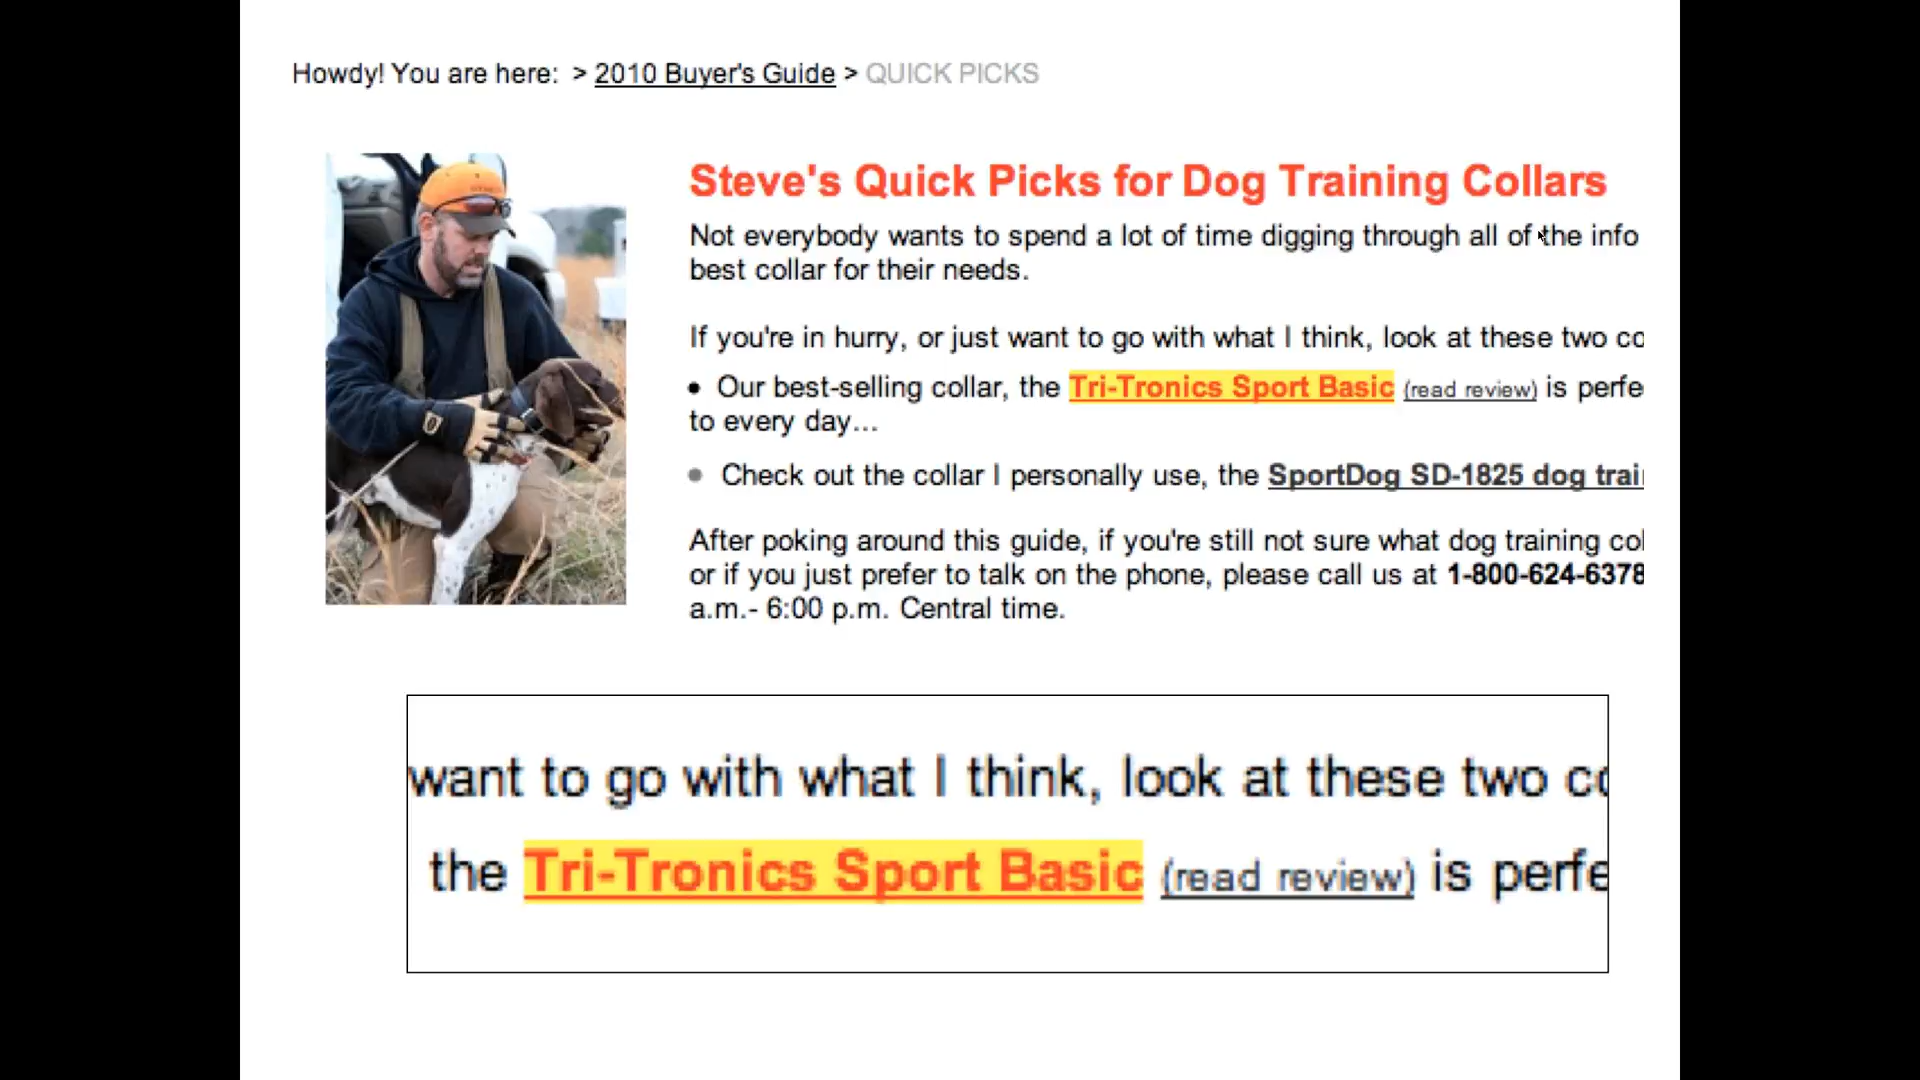 Howdy! You are here: > 2010 Buyer's Guide > QUICK PICKS
Steve's Quick Picks for Dog Training Collars
Not everybody wants to spend a lot of time digging through all of the info
best collar for their needs.
If you're in hurry, or just want to go with what I think, look at these two co
• Our best-selling collar, the Tri-Tronics Sport Basic (read review) is perfe
to every day...
• Check out the collar I personally use, the SportDog SD-1825 dog trai
After poking around this guide, if you're still not sure what dog training col
or if you just prefer to talk on the phone, please call us at 1-800-624-6378
a.m.- 6:00 p.m. Central time.
want to go with what I think, look at these two co
the Tri-Tronics Sport Basic (read review) is perfe